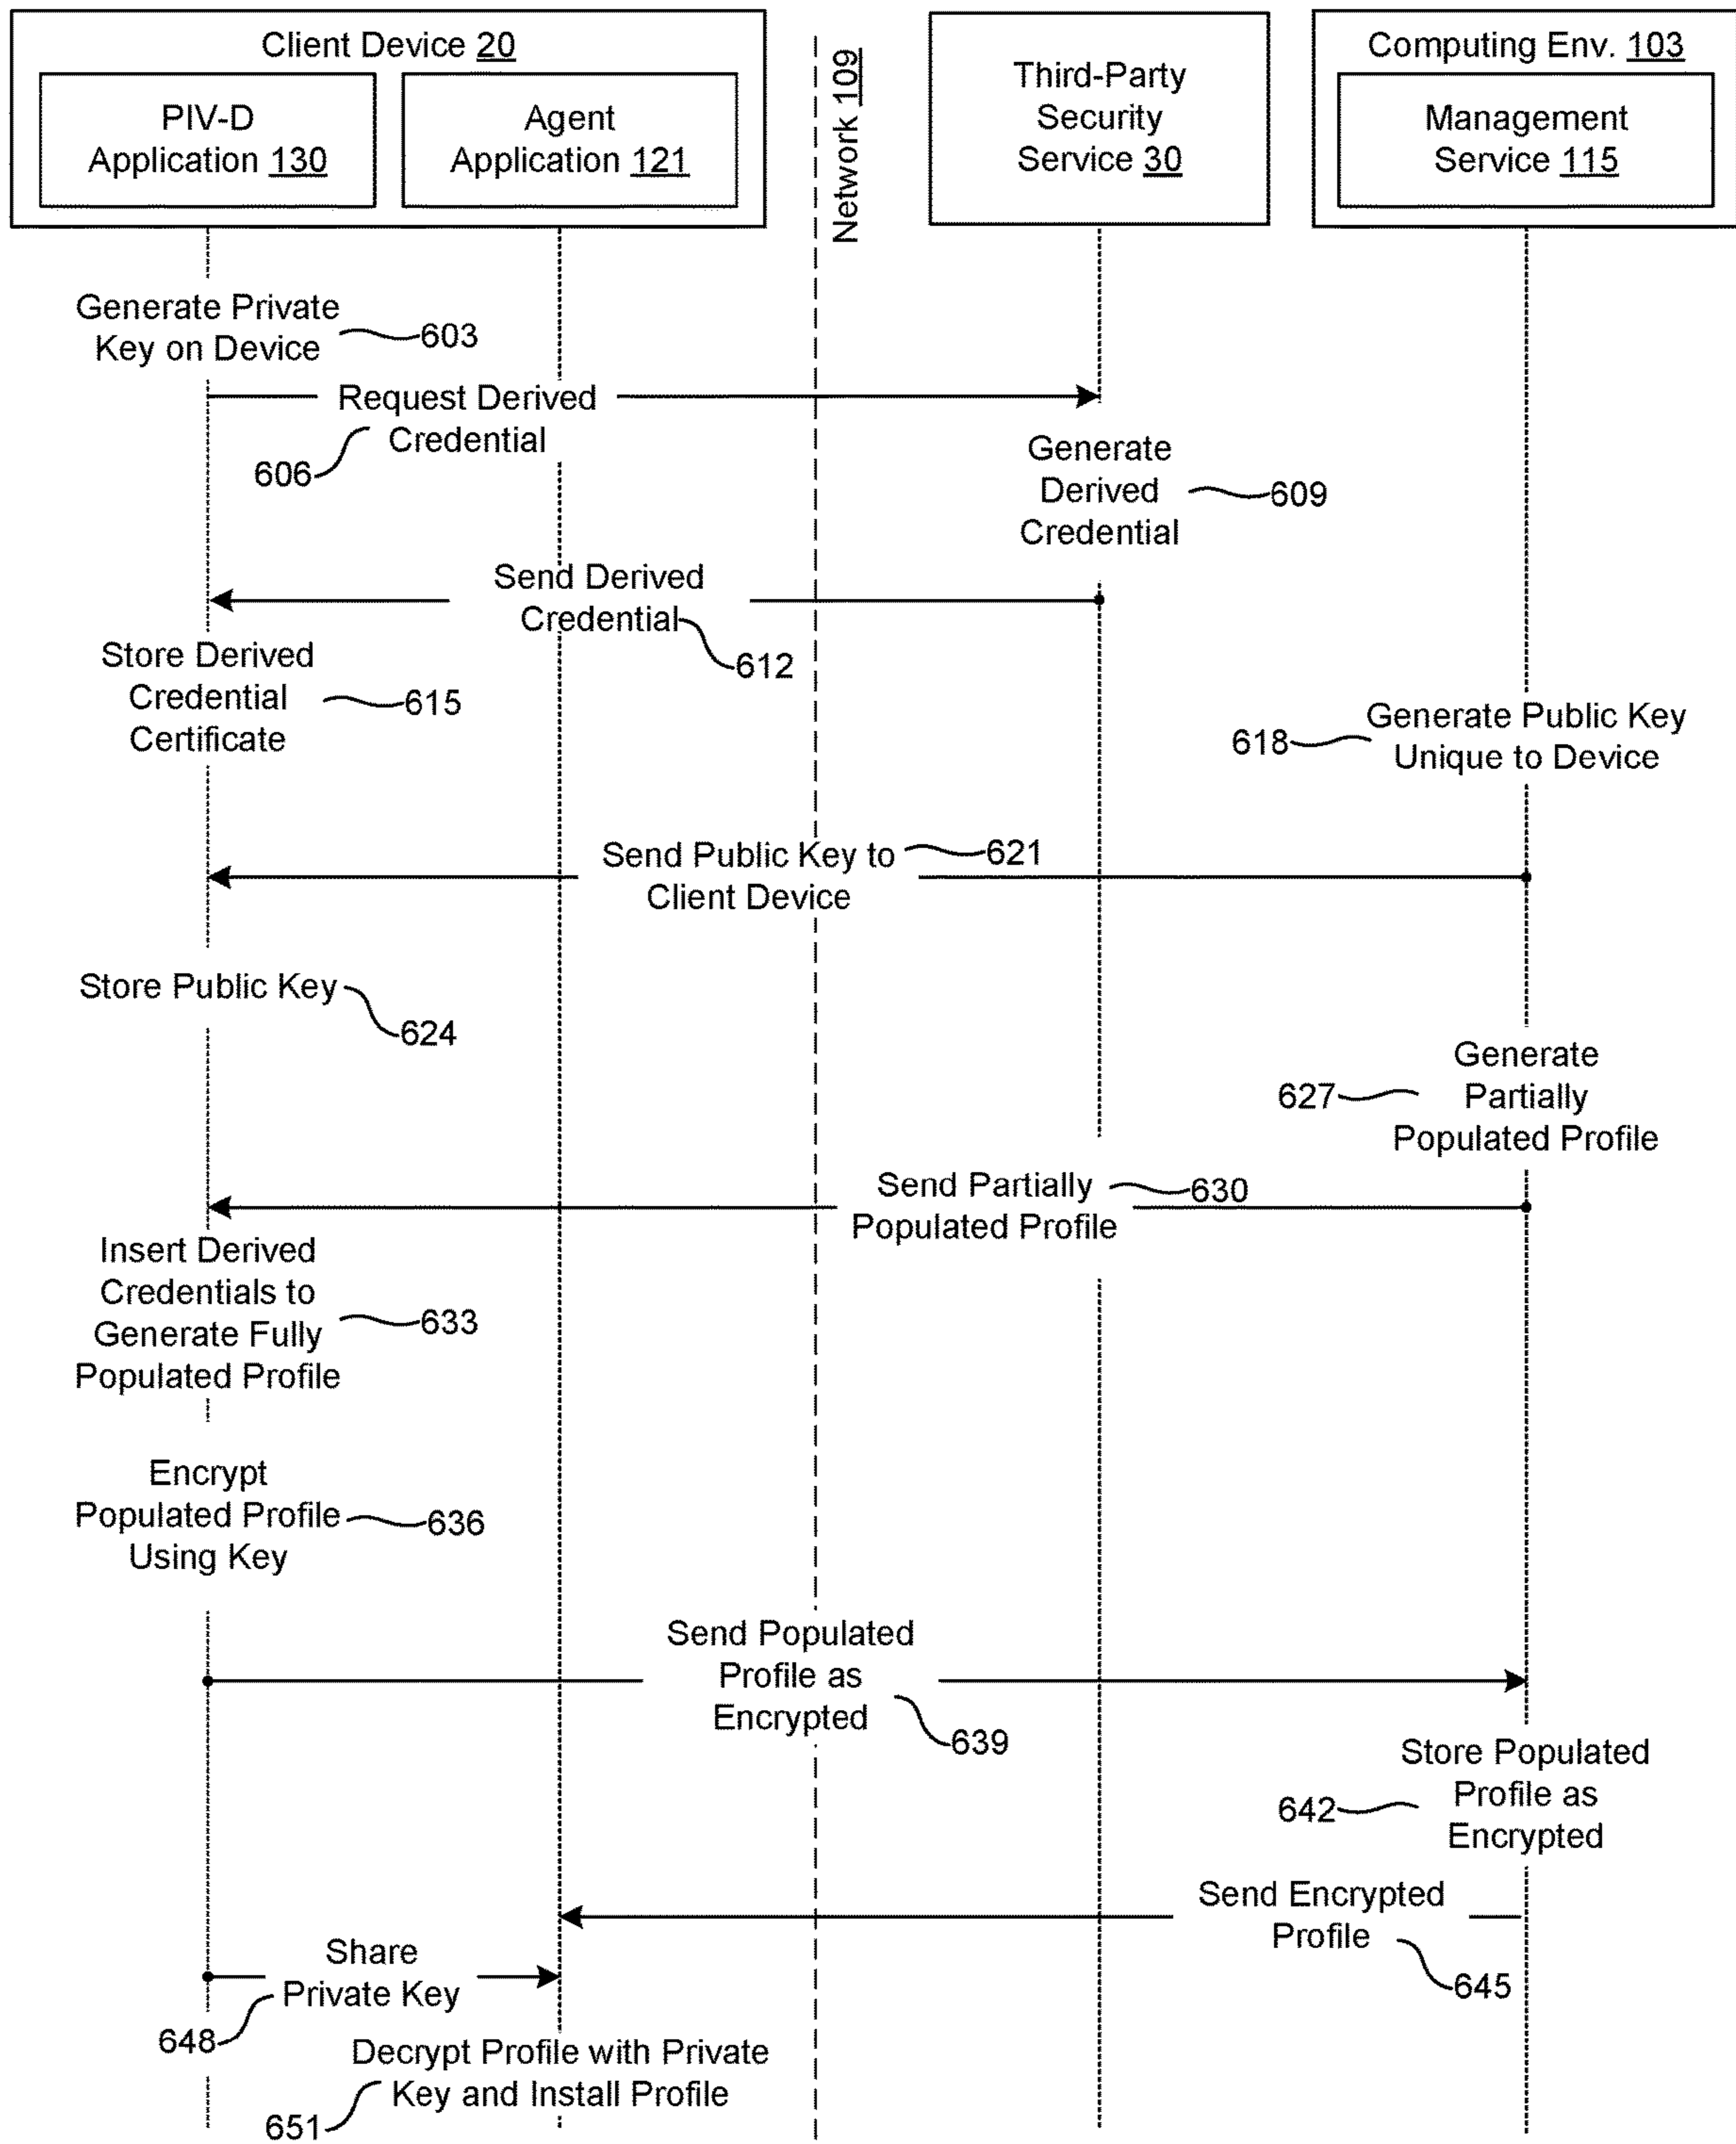 Client Device 20
PIV-D
Application 130
Agent
Application 121
Network 109
Third-Party
Security
Service 30
Computing Env. 103
Management
Service 115
Generate Private
Key on Device
603
Request Derived
Credential
606
Generate
Derived
Credential
609
Send Derived
Credential
612
Store Derived
Credential
Certificate
615
Generate Public Key
Unique to Device
618
Send Public Key to
Client Device
621
Store Public Key
624
Generate
Partially
Populated Profile
627
Send Partially
Populated Profile
630
Insert Derived
Credentials to
Generate Fully
Populated Profile
633
Encrypt
Populated Profile
Using Key
636
Send Populated
Profile as
Encrypted
639
Store Populated
Profile as
Encrypted
642
Send Encrypted
Profile
645
Share
Private Key
648
Decrypt Profile with Private
Key and Install Profile
651